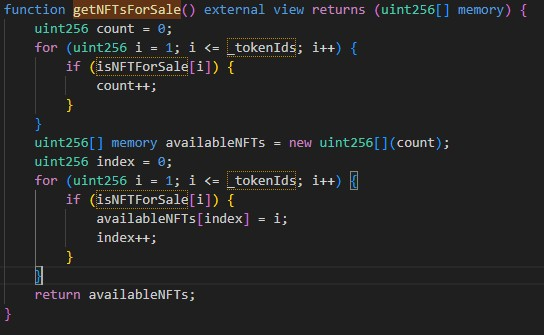 function getNFTsForSale() external view returns (uint256[] memory) {
    uint256 count = 0;
    for (uint256 i = 1; i <= _tokenIds; i++) {
        if (isNFTForSale[i]) {
            count++;
        }
    }
    uint256[] memory availableNFTs = new uint256[](count);
    uint256 index = 0;
    for (uint256 i = 1; i <= _tokenIds; i++) {
        if (isNFTForSale[i]) {
            availableNFTs[index] = i;
            index++;
        }
    }
    return availableNFTs;
}